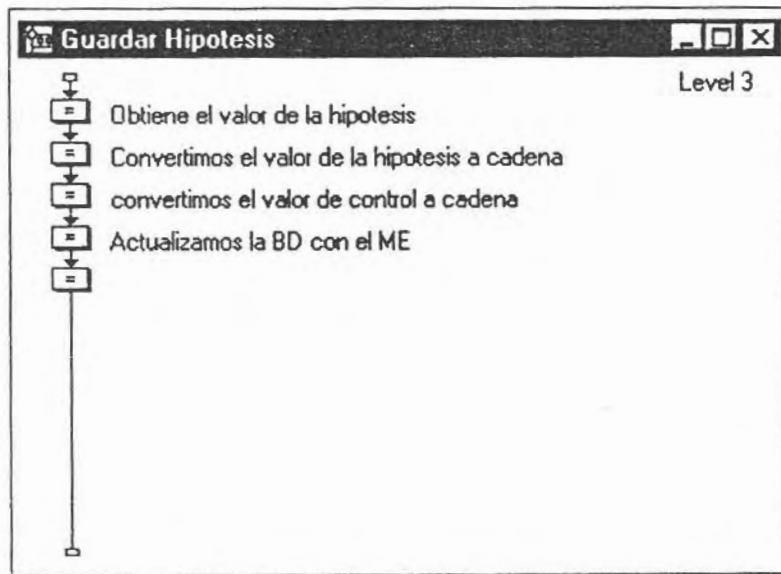 Guardar Hipotesis
Level 3
=
Obtiene el valor de la hipotesis
=
Convertimos el valor de la hipotesis a cadena
=
convertimos el valor de control a cadena
=
Actualizamos la BD con el ME
=